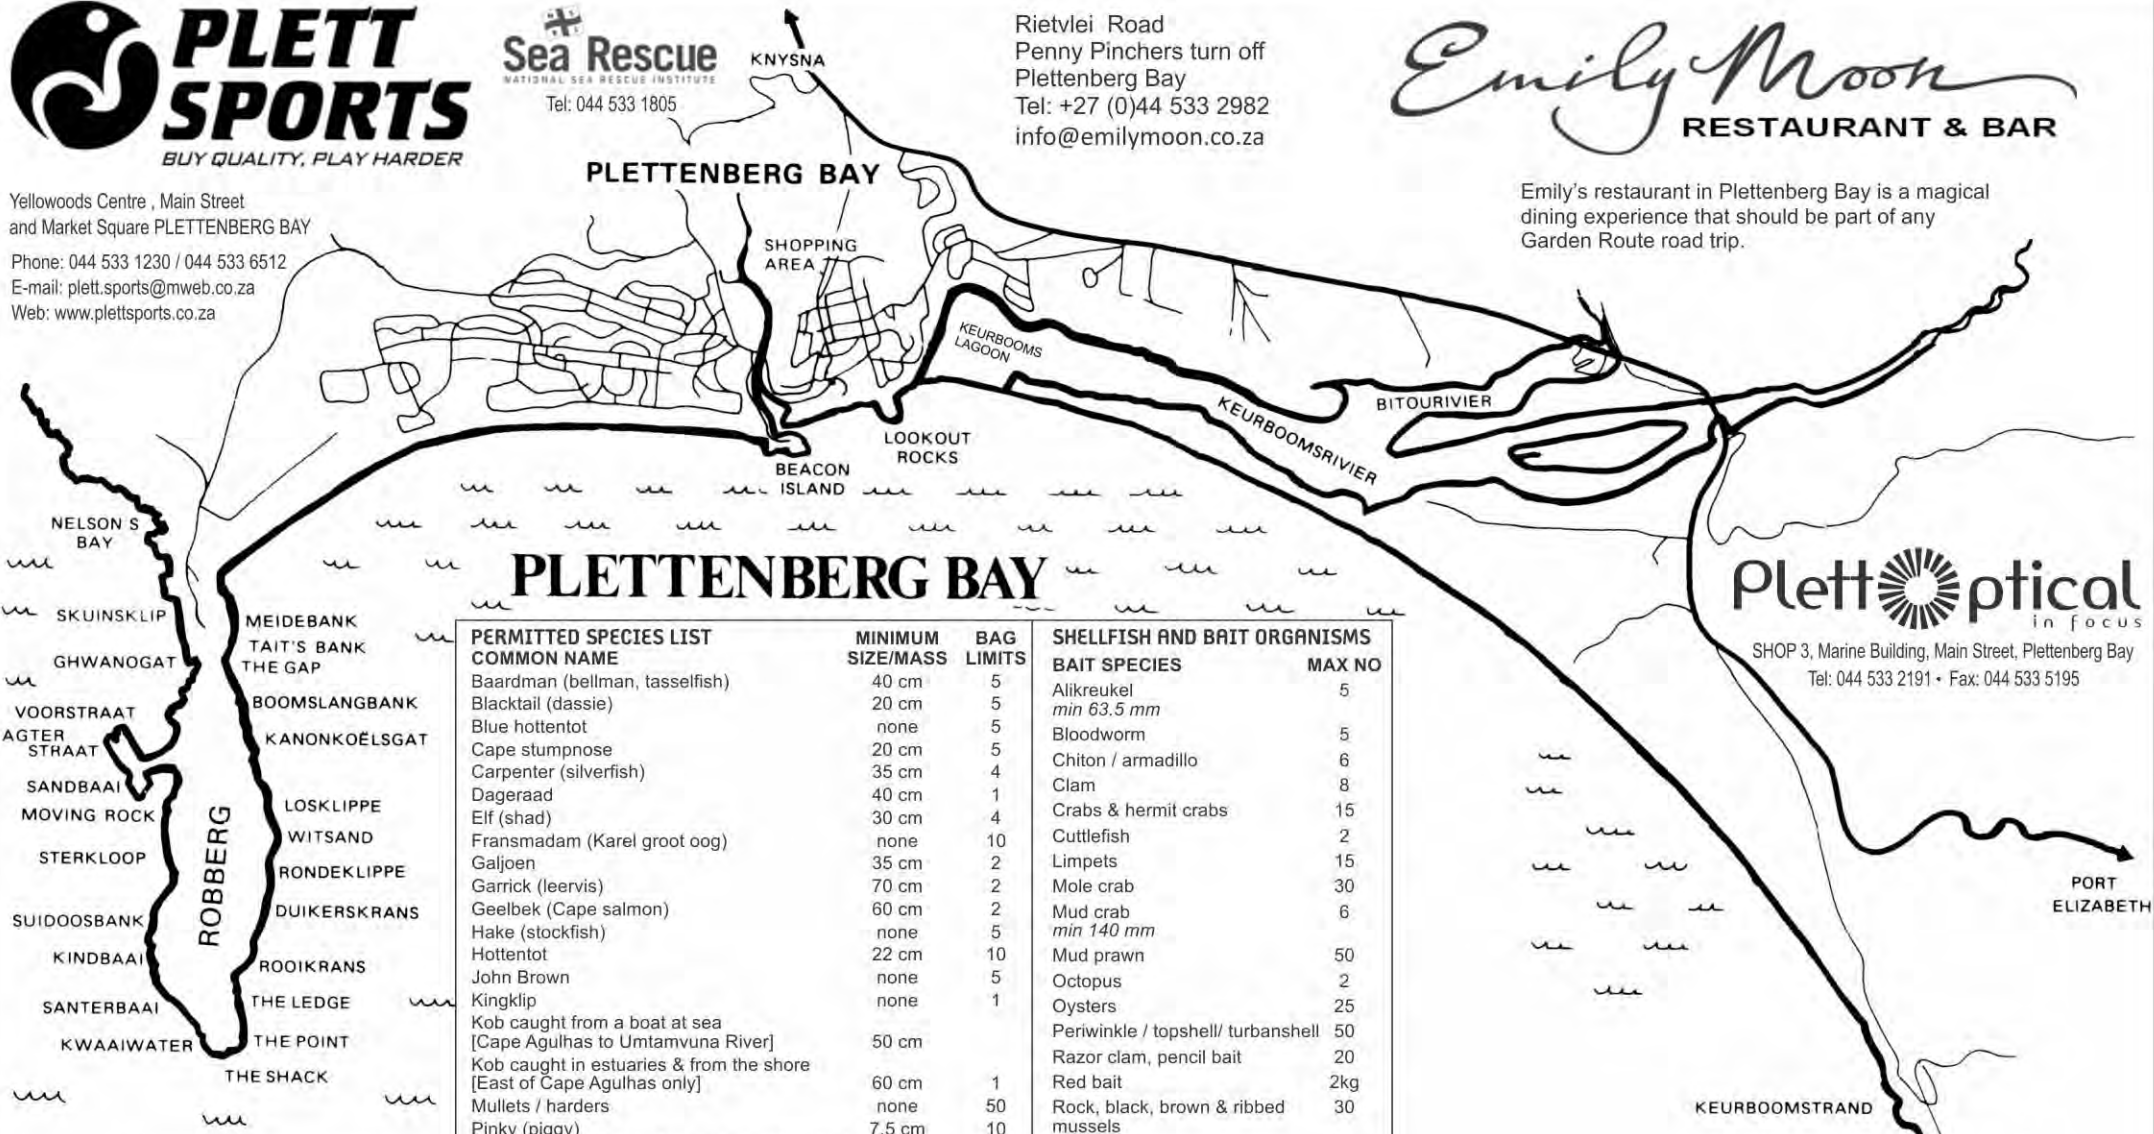 PLETT
SPORTS
BUY QUALITY, PLAY HARDER
Yellowoods Centre , Main Street
and Market Square PLETTENBERG BAY
Phone: 044 533 1230 / 044 533 6512
E-mail: plett.sports@mweb.co.za
Web: www.plettsports.co.za
Sea Rescue
NATIONAL SEA RESCUE INSTITUTE
Tel: 044 533 1805
KNYSNA
Rietvlei Road
Penny Pinchers turn off
Plettenberg Bay
Tel: +27 (0)44 533 2982
info@emilymoon.co.za
Emily Moon
RESTAURANT & BAR
Emily's restaurant in Plettenberg Bay is a magical
dining experience that should be part of any
Garden Route road trip.
PLETTENBERG BAY
SHOPPING
AREA
KEURBOOMS
LAGOON
BITOURIVIER
KEURBOOMSRIVIER
LOOKOUT
ROCKS
BEACON
ISLAND
NELSON S
BAY
SKUINSKLIP
GHWANOGAT
VOORSTRAAT
AGTER
STRAAT
SANDBAAI
MOVING ROCK
STERKLOOP
SUIDOOSBANK
KINDBAAI
SANTERBAAI
KWAAIWATER
ROBBERG
MEIDEBANK
TAIT'S BANK
THE GAP
BOOMSLANGBANK
KANONKOËLSGAT
LOSKLIPPE
WITSAND
RONDEKLIPPE
DUIKERSKRANS
ROOIKRANS
THE LEDGE
THE POINT
THE SHACK
PLETTENBERG BAY
PERMITTED SPECIES LIST MINIMUM BAG
COMMON NAME SIZE/MASS LIMITS
Baardman (bellman, tasselfish) 40 cm 5
Blacktail (dassie) 20 cm 5
Blue hottentot none 5
Cape stumpnose 20 cm 5
Carpenter (silverfish) 35 cm 4
Dageraad 40 cm 1
Elf (shad) 30 cm 4
Fransmadam (Karel groot oog) none 10
Galjoen 35 cm 2
Garrick (leervis) 70 cm 2
Geelbek (Cape salmon) 60 cm 2
Hake (stockfish) none 5
Hottentot 22 cm 10
John Brown none 5
Kingklip none 1
Kob caught from a boat at sea
[Cape Agulhas to Umtamvuna River] 50 cm
Kob caught in estuaries & from the shore
[East of Cape Agulhas only] 60 cm 1
Mullets / harders none 50
Pinky (piggy) 7.5 cm 10
SHELLFISH AND BAIT ORGANISMS
BAIT SPECIES MAX NO
Alikreukel 5
min 63.5 mm
Bloodworm 5
Chiton / armadillo 6
Clam 8
Crabs & hermit crabs 15
Cuttlefish 2
Limpets 15
Mole crab 30
Mud crab 6
min 140 mm
Mud prawn 50
Octopus 2
Oysters 25
Periwinkle / topshell/ turbanshell 50
Razor clam, pencil bait 20
Red bait 2kg
Rock, black, brown & ribbed 30
mussels
Plett Optical
in focus
SHOP 3, Marine Building, Main Street, Plettenberg Bay
Tel: 044 533 2191 • Fax: 044 533 5195
PORT
ELIZABETH
KEURBOOMSTRAND